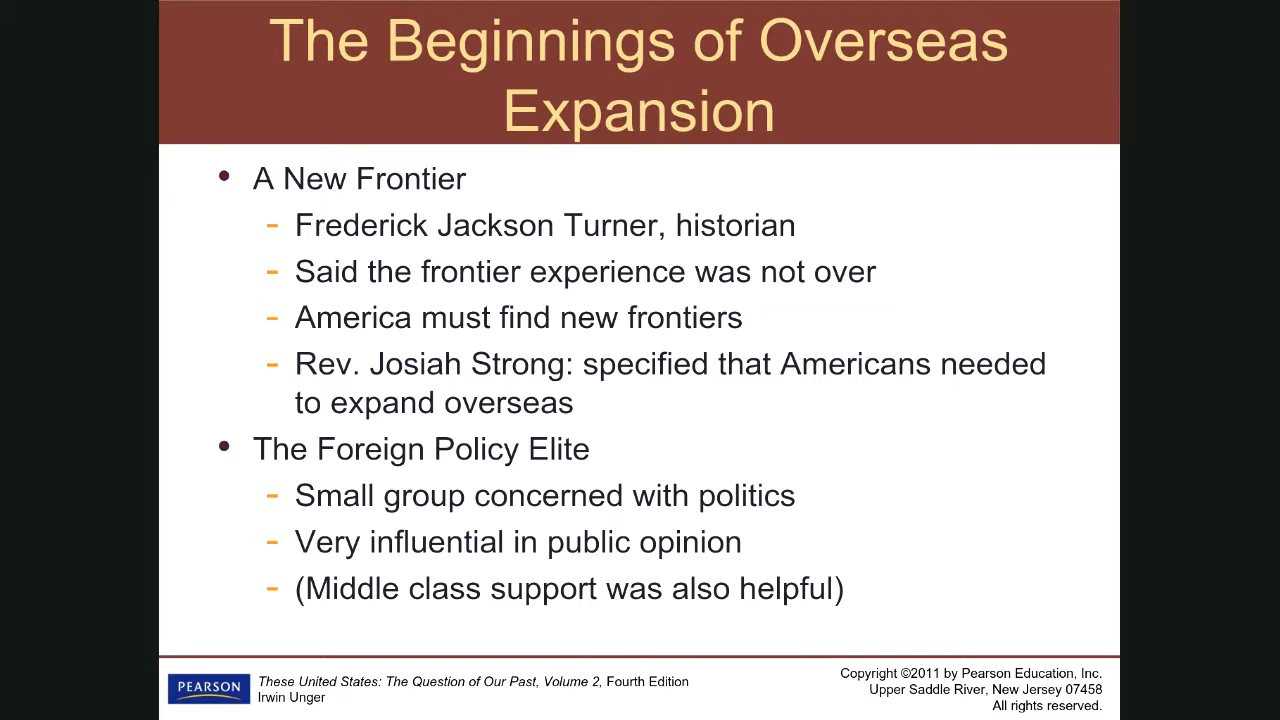 The Beginnings of Overseas
Expansion
• A New Frontier
- Frederick Jackson Turner, historian
- Said the frontier experience was not over
- America must find new frontiers
- Rev. Josiah Strong: specified that Americans needed
to expand overseas
• The Foreign Policy Elite
- Small group concerned with politics
- Very influential in public opinion
- (Middle class support was also helpful)
PEARSON
These United States: The Question of Our Past, Volume 2, Fourth Edition
Irwin Unger
Copyright ©2011 by Pearson Education, Inc.
Upper Saddle River, New Jersey 07458
All rights reserved.